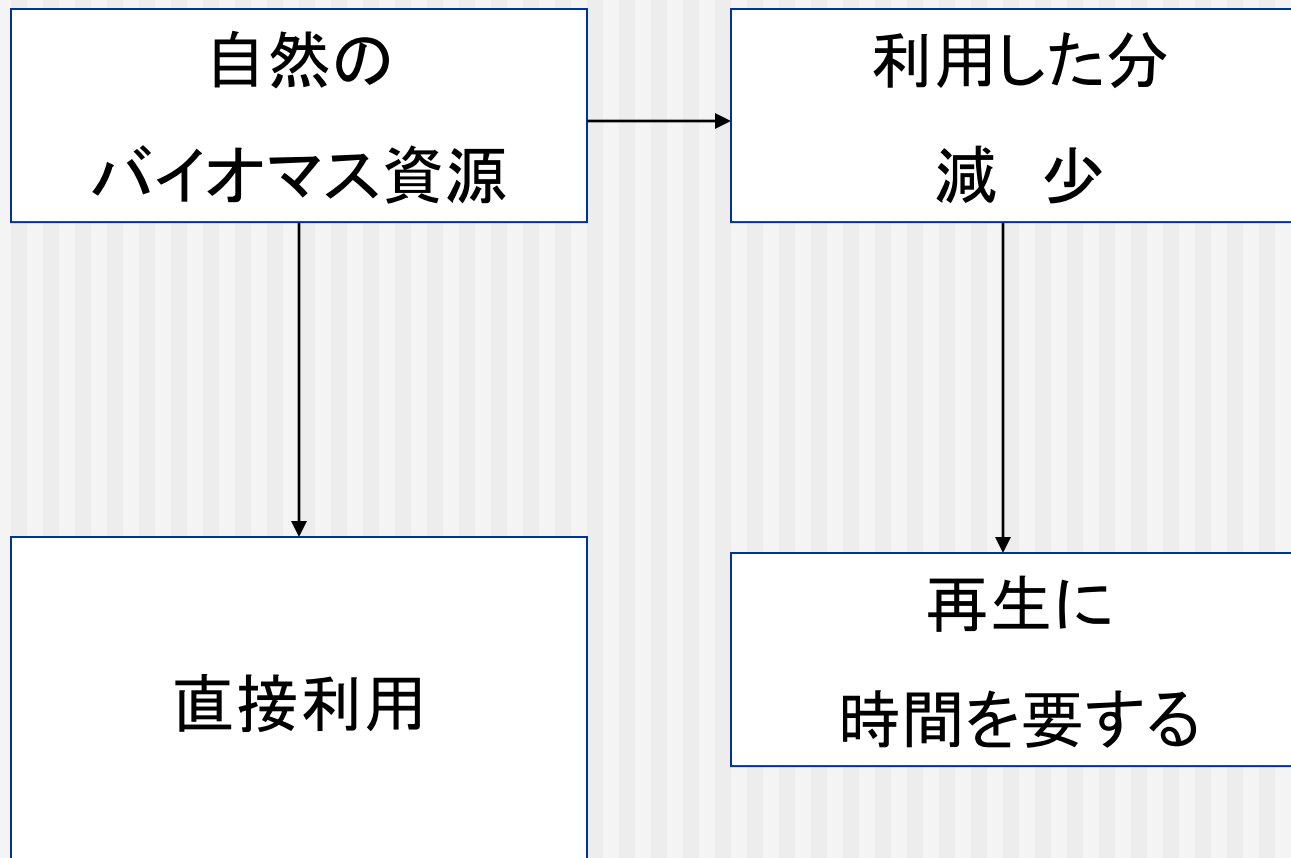 自然の
バイオマス資源
利用した分
減　少
直接利用
再生に
時間を要する